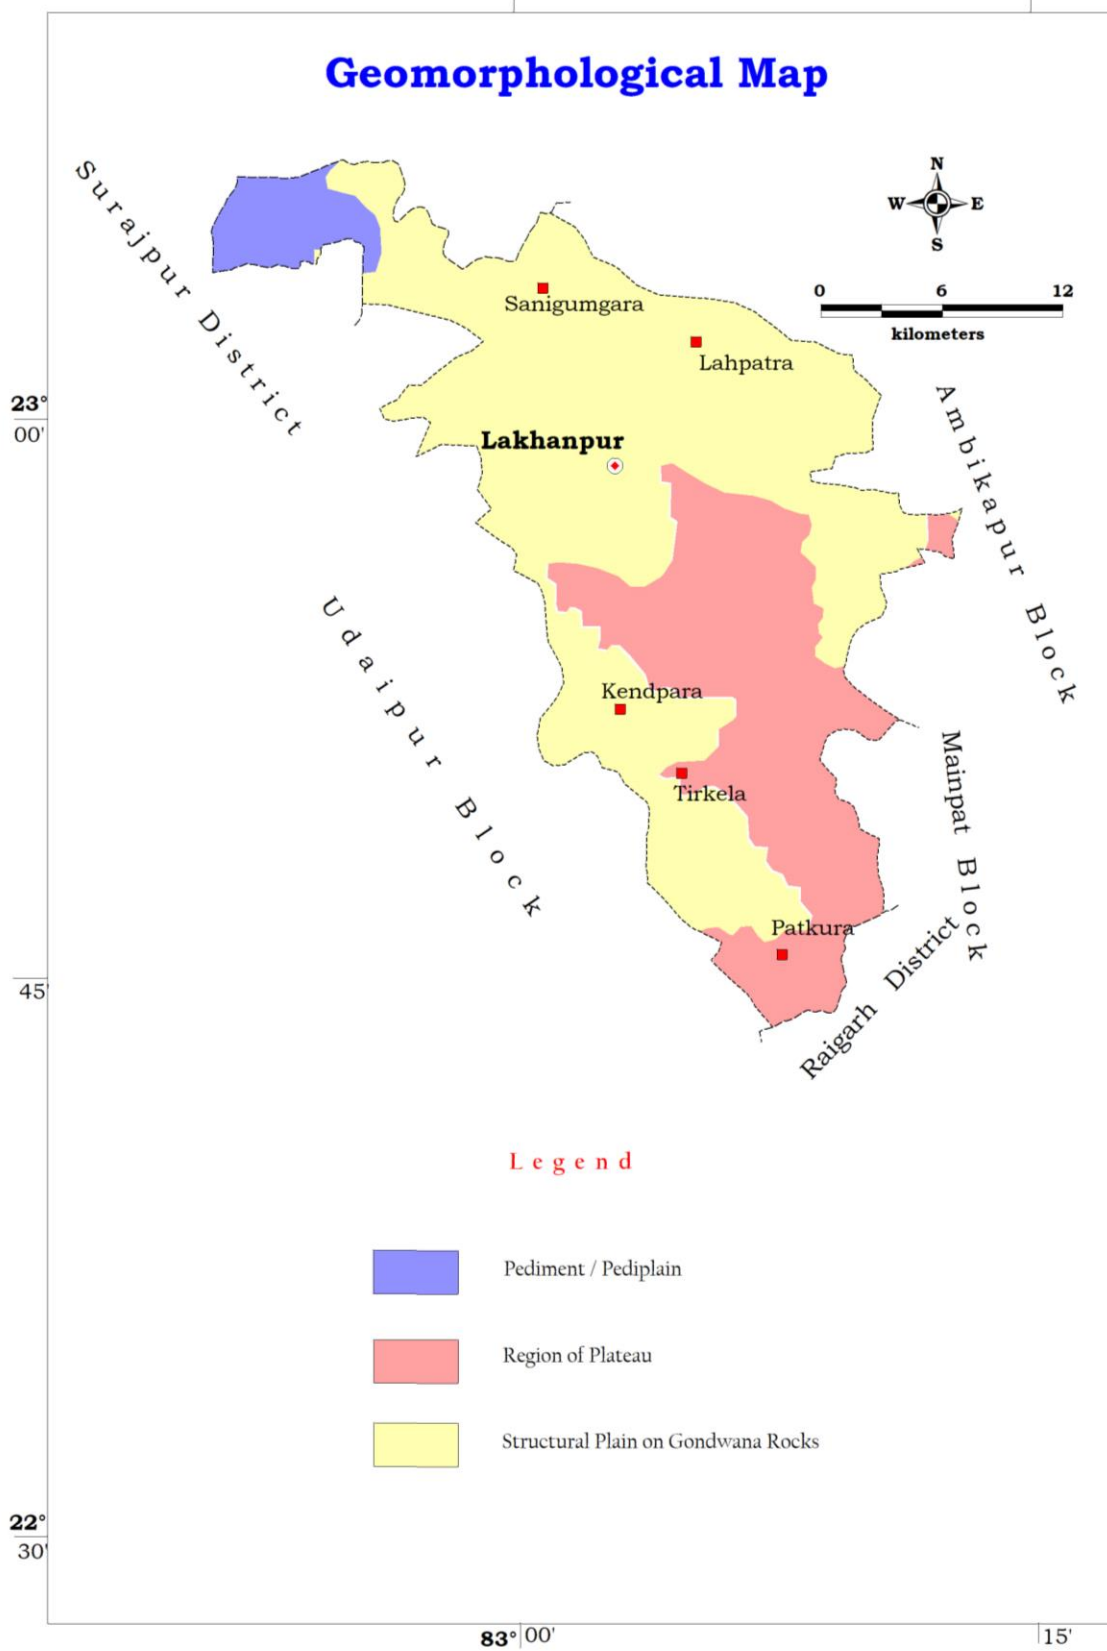 Geomorphological Map
N
W E
S
0 6 12
kilometers
Surajpur District
Sanigumgara
Lahpatra
23°
00'
Lakhanpur
Ambikapur Block
Udaipur Block
Kendpara
Tirkela
Mainpat Block
Patkura
Raigarh District
45'
Legend
Pediment / Pediplain
Region of Plateau
Structural Plain on Gondwana Rocks
22°
30'
83° 00' 15'